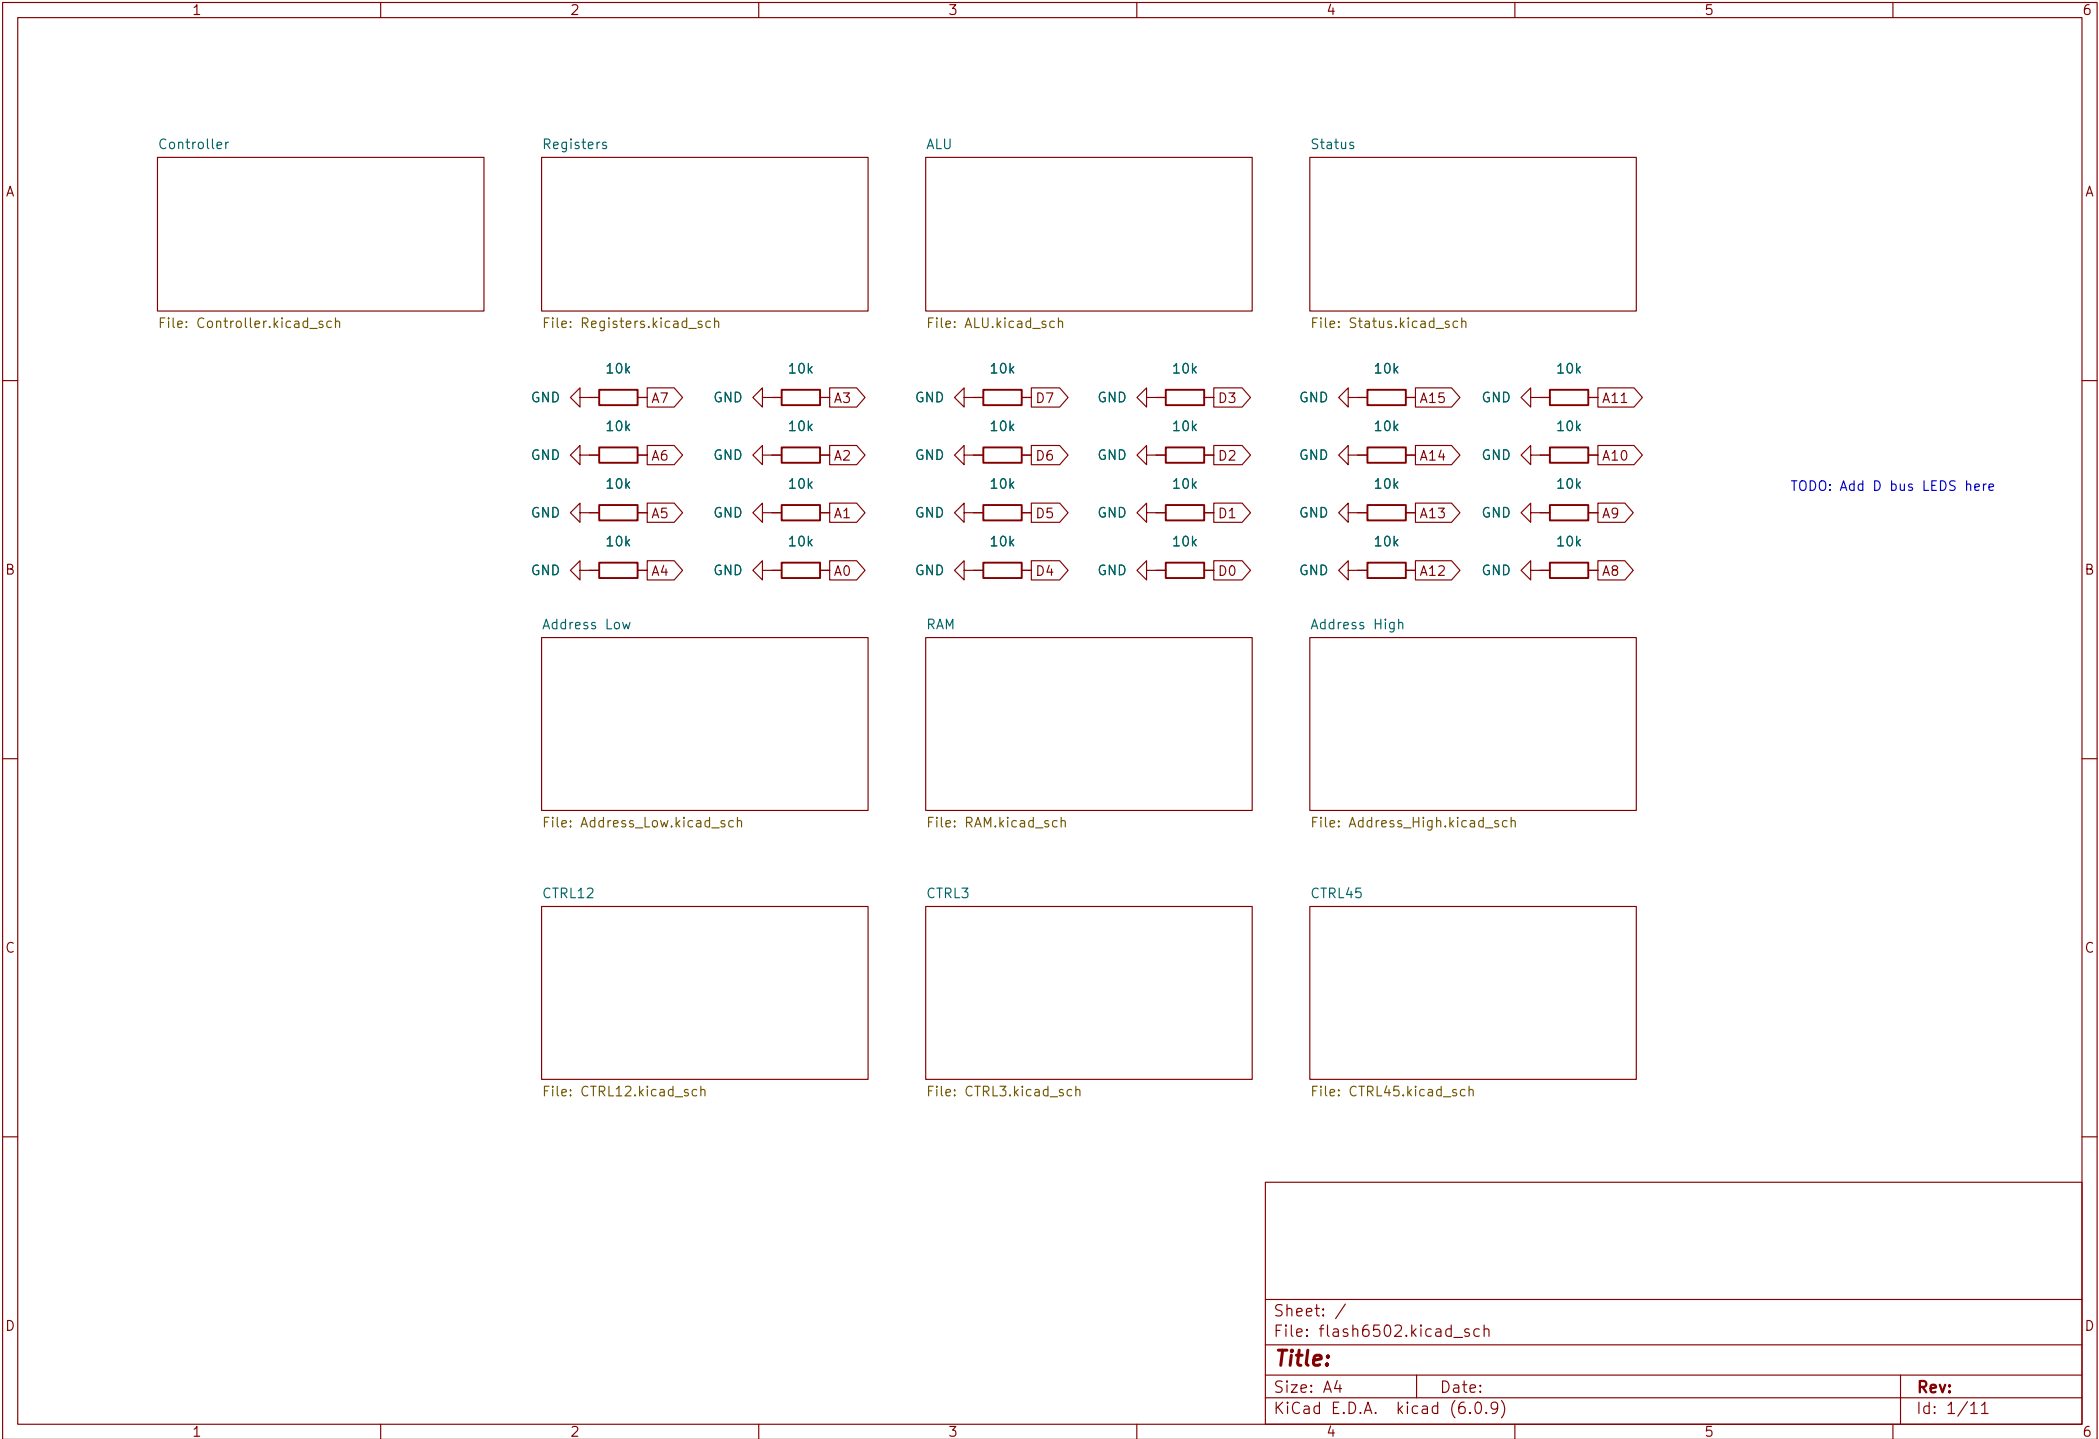 1 2 3 4 5 6
Controller Registers ALU Status
A A
File: Controller.kicad_sch File: Registers.kicad_sch File: ALU.kicad_sch File: Status.kicad_sch
10k 10k 10k 10k 10k 10k
GND A7 GND A3 GND D7 GND D3 GND A15 GND A11
10k 10k 10k 10k 10k 10k
GND A6 GND A2 GND D6 GND D2 GND A14 GND A10
10k 10k 10k 10k 10k 10k
TODO: Add D bus LEDS here
GND A5 GND A1 GND D5 GND D1 GND A13 GND A9
10k 10k 10k 10k 10k 10k
B GND A4 GND A0 GND D4 GND D0 GND A12 GND A8 B
Address Low RAM Address High
File: Address_Low.kicad_sch File: RAM.kicad_sch File: Address_High.kicad_sch
CTRL12 CTRL3 CTRL45
C C
File: CTRL12.kicad_sch File: CTRL3.kicad_sch File: CTRL45.kicad_sch
Sheet: /
D D
File: flash6502.kicad_sch
Title:
Size: A4 Date: Rev:
KiCad E.D.A. kicad (6.0.9) Id: 1/11
1 2 3 4 5 6